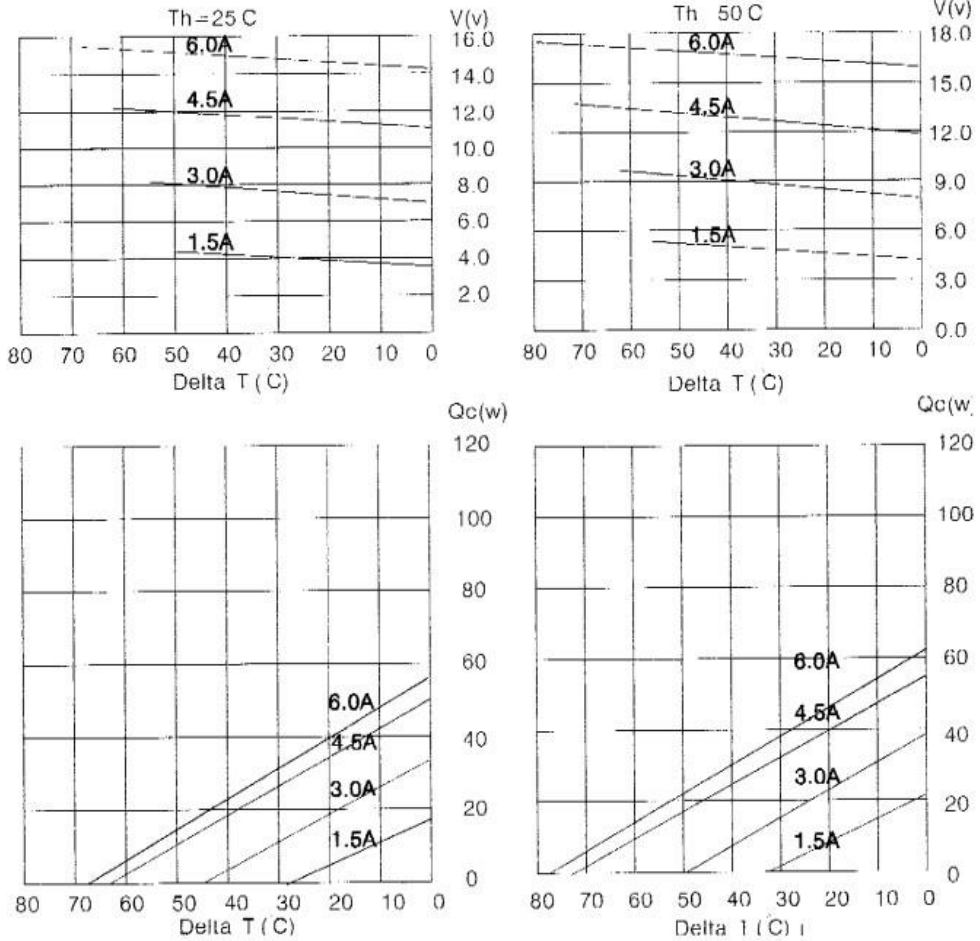 Th=25 C V(v)
16.0
6.0A
14.0
4.5A
12.0
10.0
3.0A
8.0
6.0
1.5A
4.0
2.0
80 70 60 50 40 30 20 10 0
Delta T (C)
Th 50 C V(v)
18.0
6.0A
15.0
4.5A
12.0
3.0A
9.0
1.5A
6.0
3.0
0.0
80 70 60 50 40 30 20 10 0
Delta T (C)
Qc(w)
120
100
80
60
6.0A
4.5A
40
3.0A
20
1.5A
0
80 70 60 50 40 30 20 10 0
Delta T (C)
Qc(w
120
100
80
60
6.0A
4.5A
40
3.0A
20
1.5A
0
80 70 60 50 40 30 20 10 0
Delta T (C)